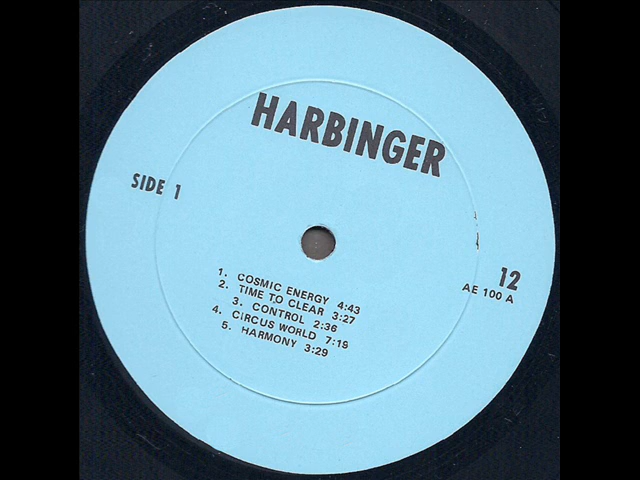 HARBINGER
SIDE 1
12
AE 100 A
1. COSMIC ENERGY 4:43
2. TIME TO CLEAR 3:27
3. CONTROL 2:36
4. CIRCUS WORLD 7:19
5. HARMONY 3:29